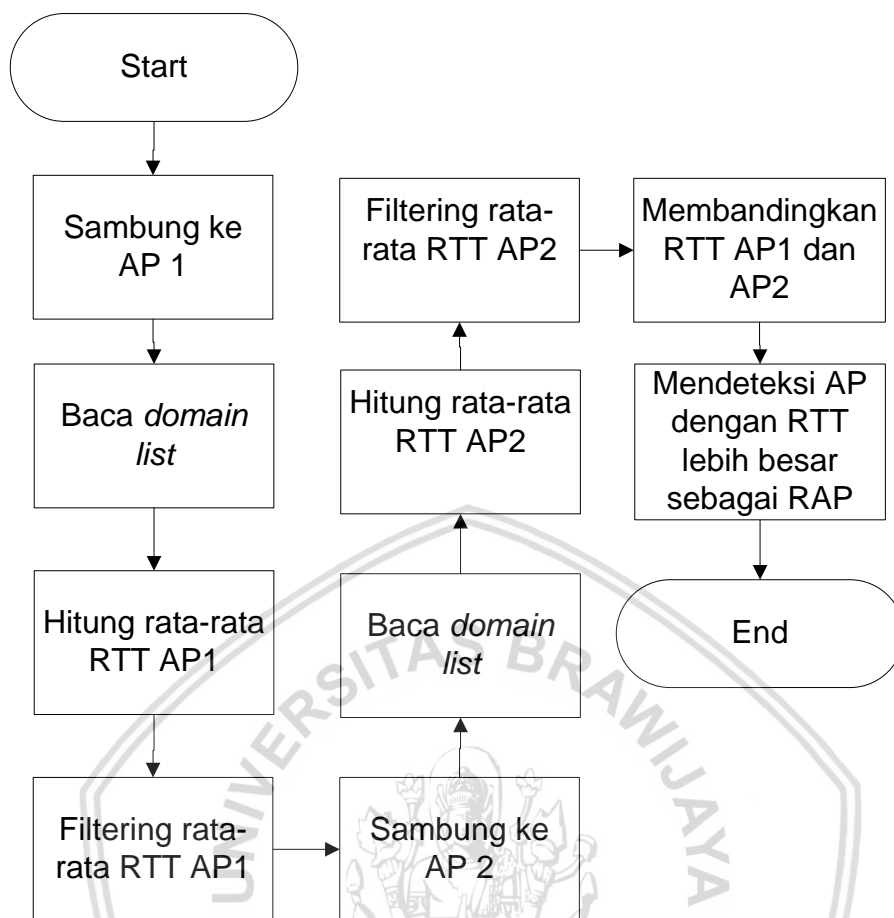 Start
Sambung ke
AP 1
Baca domain
list
Hitung rata-rata
RTT AP1
Filtering rata-
rata RTT AP1
Sambung ke
AP 2
Baca domain
list
Hitung rata-rata
RTT AP2
Filtering rata-
rata RTT AP2
Membandingkan
RTT AP1 dan
AP2
Mendeteksi AP
dengan RTT
lebih besar
sebagai RAP
End
UNIVERSITAS BRAWIJAYA